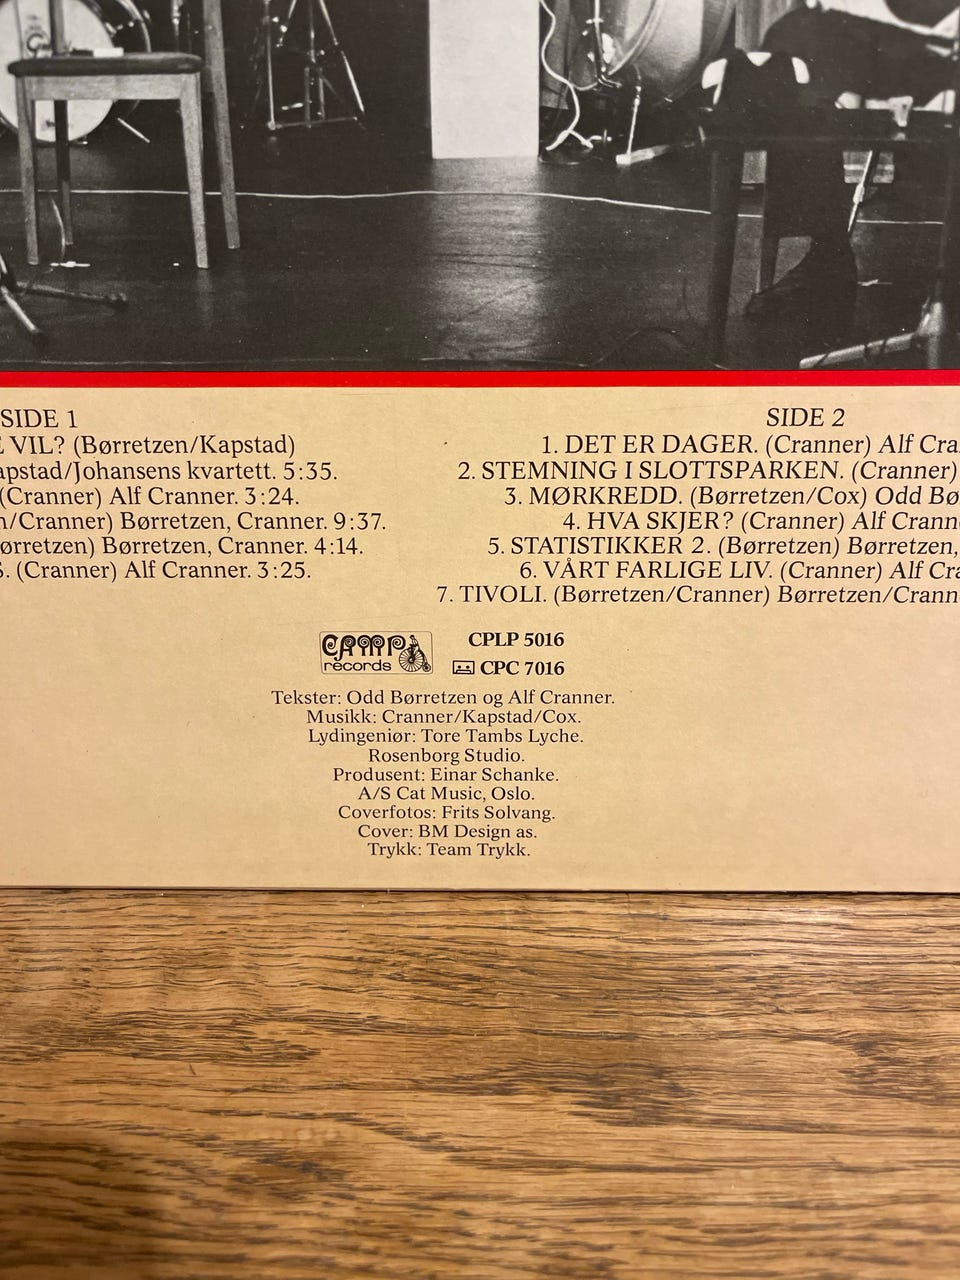 SIDE 1
VIL? (Børretzen/Kapstad)
apstad/Johansens kvartett. 5:35.
(Cranner) Alf Cranner. 3:24.
n/Cranner) Børretzen, Cranner. 9:37.
ørretzen) Børretzen, Cranner. 4:14.
S. (Cranner) Alf Cranner. 3:25.
SIDE 2
1. DET ER DAGER. (Cranner) Alf Cra
2. STEMNING I SLOTTSPARKEN. (Cranner)
3. MØRKREDD. (Børretzen/Cox) Odd Bø
4. HVA SKJER? (Cranner) Alf Crann
5. STATISTIKKER 2. (Børretzen) Børretzen,
6. VÅRT FARLIGE LIV. (Cranner) Alf Cra
7. TIVOLI. (Børretzen/Cranner) Børretzen/Crann
CAMP
records
CPLP 5016
CPC 7016
Tekster: Odd Børretzen og Alf Cranner.
Musikk: Cranner/Kapstad/Cox.
Lydingeniør: Tore Tambs Lyche.
Rosenborg Studio.
Produsent: Einar Schanke.
A/S Cat Music, Oslo.
Coverfotos: Frits Solvang.
Cover: BM Design as.
Trykk: Team Trykk.